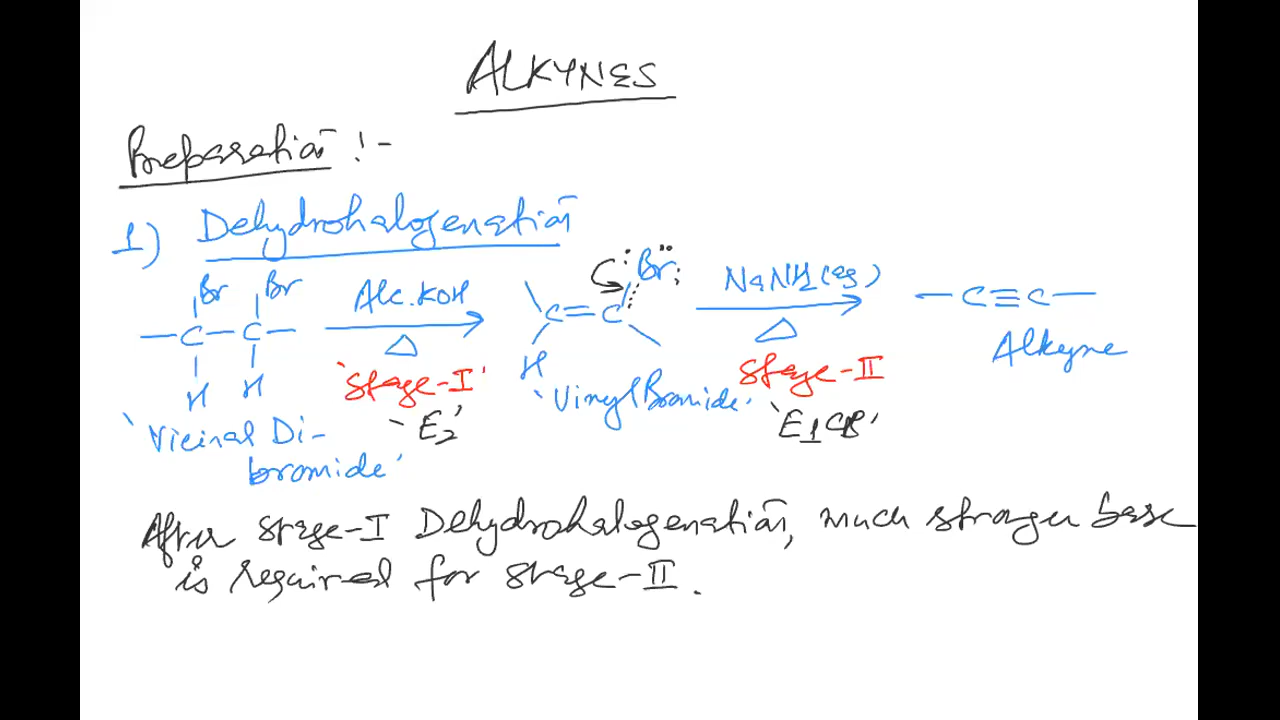 ALKYNES
Preparation :-
1) Dehydrohalogenation
Br Br
—C—C— Alc. KOH △ C=C Br NaNH2 (eq) △ —C≡C—
H H
H
Alkyne
'Stage-I'
Stage-II
'Vicinal Di-
bromide'
'E2'
'Vinyl Bromide'
'E1CB'
After Stage-I Dehydrohalogenation, much stronger base
is required for Stage-II.